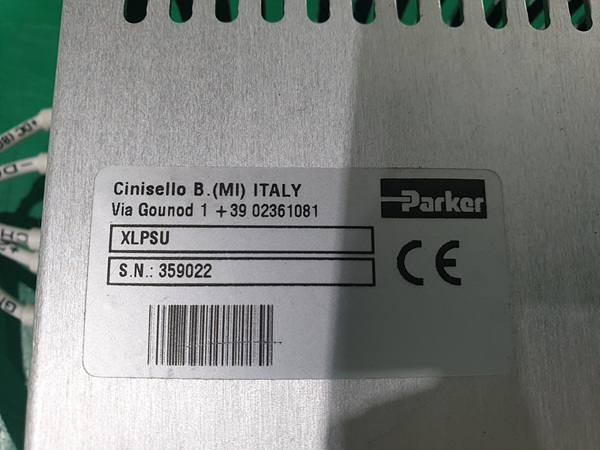 Cinisello B.(MI) ITALY
Via Gounod 1 +39 02361081
Parker
XLPSU
S.N.: 359022
CE